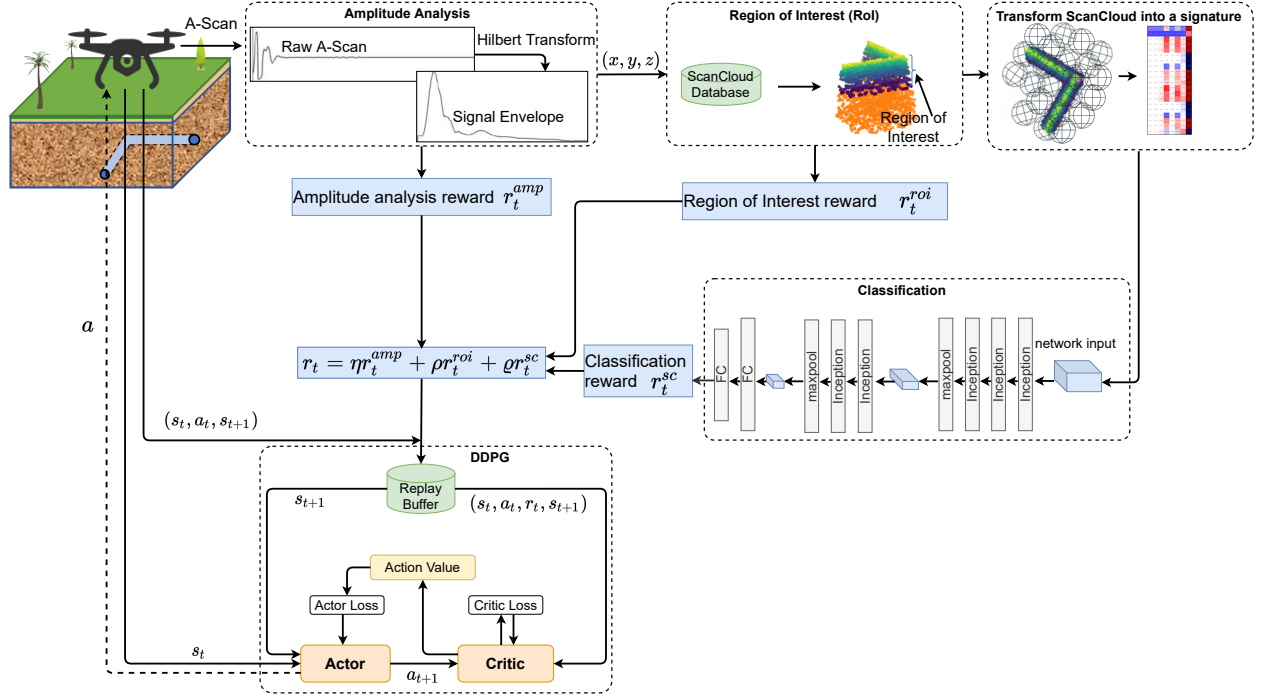 Amplitude Analysis
Region of Interest (RoI)
Transform ScanCloud into a signature
A-Scan
Raw A-Scan
Hilbert Transform
Signal Envelope
(x, y, z)
ScanCloud
Database
Region of
Interest
Amplitude analysis reward r_t^{amp}
Region of Interest reward r_t^{roi}
Classification
network input
Inception
Inception
Inception
maxpool
Inception
Inception
maxpool
FC
FC
Classification
reward r_t^{sc}
r_t = ηr_t^{amp} + ρr_t^{roi} + ϱr_t^{sc}
a
(s_t, a_t, s_{t+1})
DDPG
Replay
Buffer
s_{t+1}
(s_t, a_t, r_t, s_{t+1})
Action Value
Actor Loss
Critic Loss
s_t
Actor
a_{t+1}
Critic